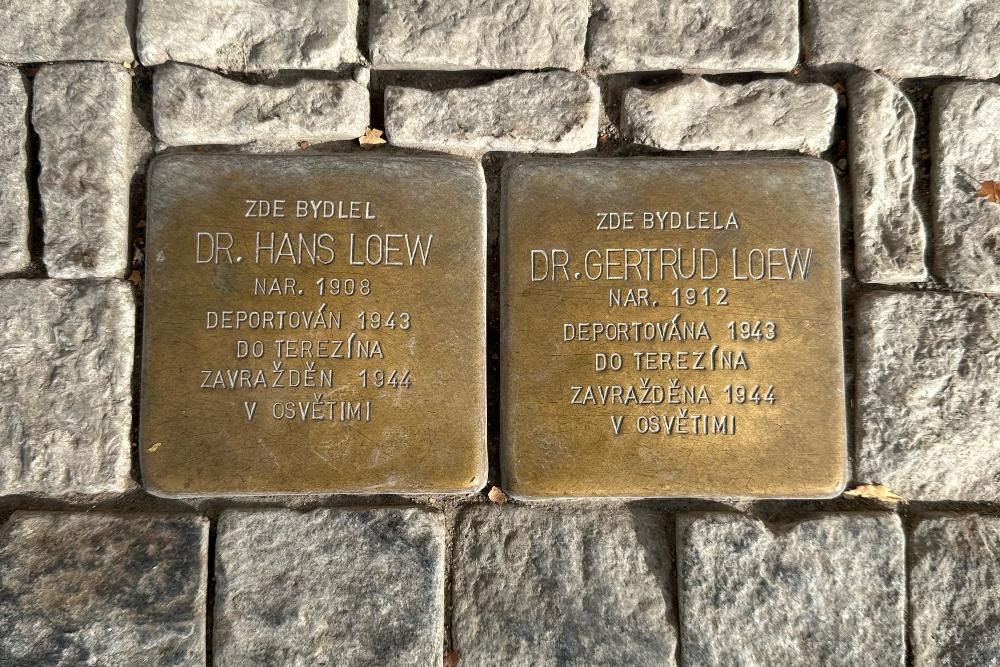 ZDE BYDLEL
DR. HANS LOEW
NAR. 1908
DEPORTOVÁN 1943
DO TEREZÍNA
ZAVRAŽDĚN 1944
V OSVĚTIMI
ZDE BYDLELA
DR. GERTRUD LOEW
NAR. 1912
DEPORTOVÁNA 1943
DO TEREZÍNA
ZAVRAŽDĚNA 1944
V OSVĚTIMI